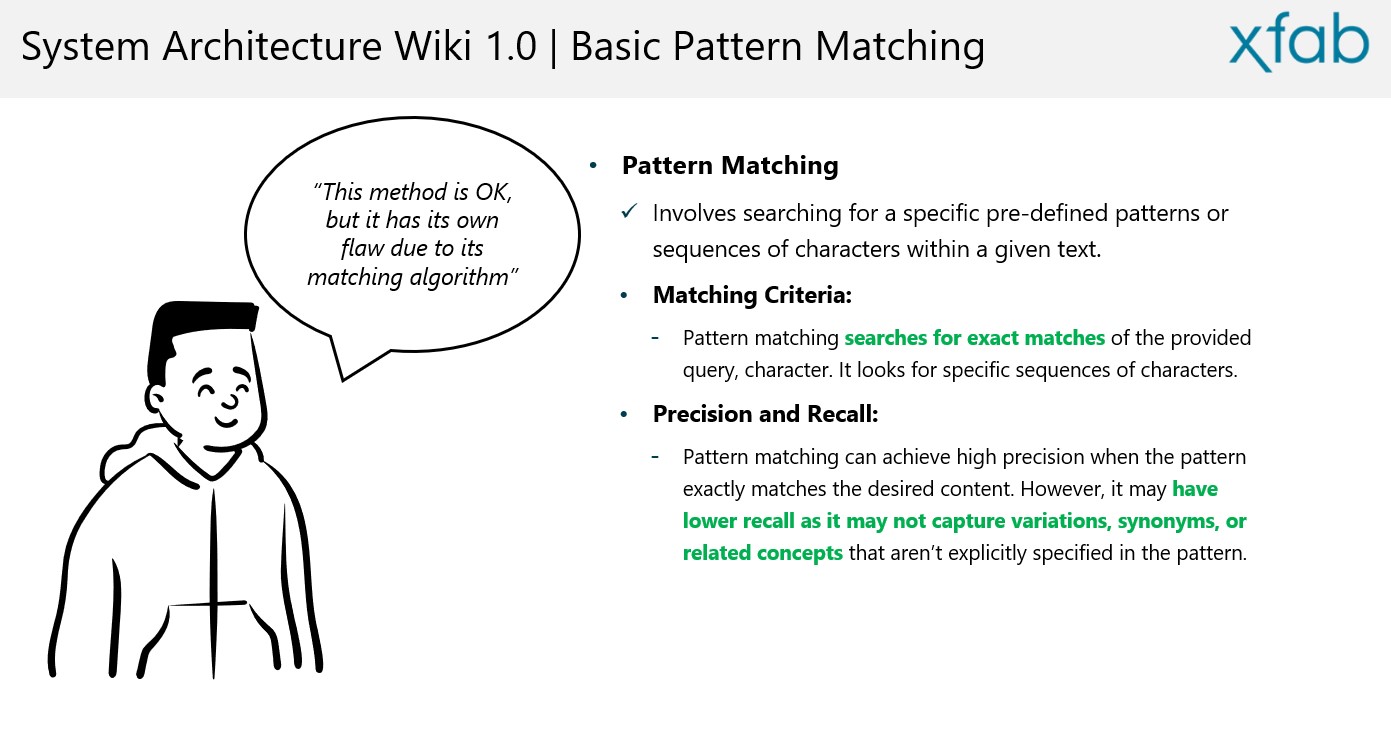 System Architecture Wiki 1.0 | Basic Pattern Matching
xfab
“This method is OK,
but it has its own
flaw due to its
matching algorithm”
• Pattern Matching
✓ Involves searching for a specific pre-defined patterns or
sequences of characters within a given text.
• Matching Criteria:
- Pattern matching searches for exact matches of the provided
query, character. It looks for specific sequences of characters.
• Precision and Recall:
- Pattern matching can achieve high precision when the pattern
exactly matches the desired content. However, it may have
lower recall as it may not capture variations, synonyms, or
related concepts that aren’t explicitly specified in the pattern.